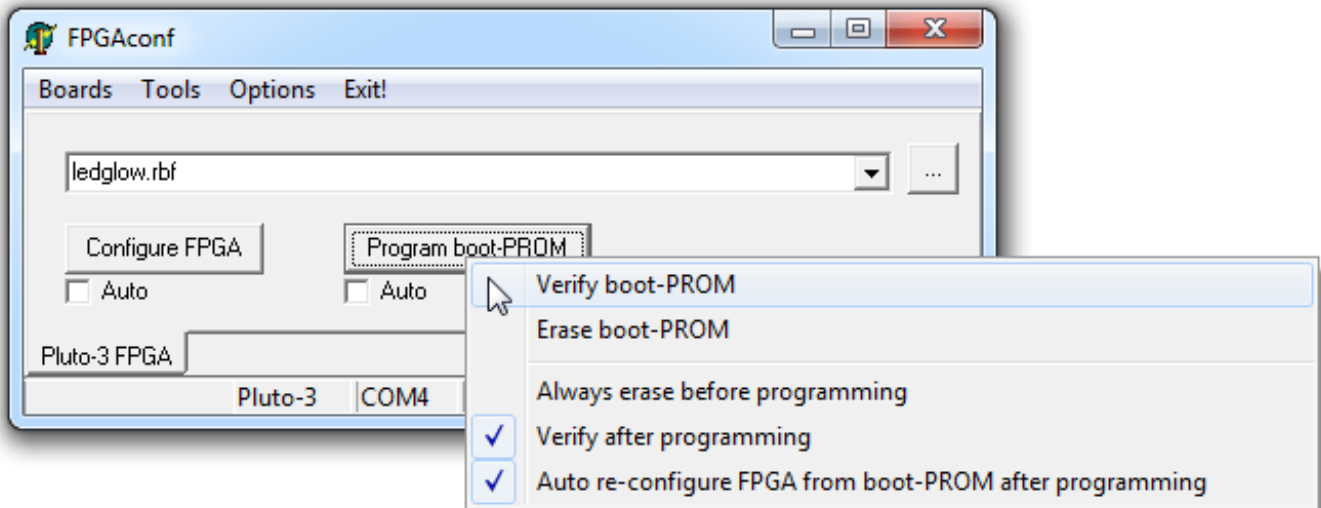 FPGAconf
Boards Tools Options Exit!
ledglow.rbf
...
Configure FPGA Program boot-PROM
Auto Auto
Verify boot-PROM
Erase boot-PROM
Always erase before programming
Verify after programming
Auto re-configure FPGA from boot-PROM after programming
Pluto-3 FPGA
Pluto-3 COM4